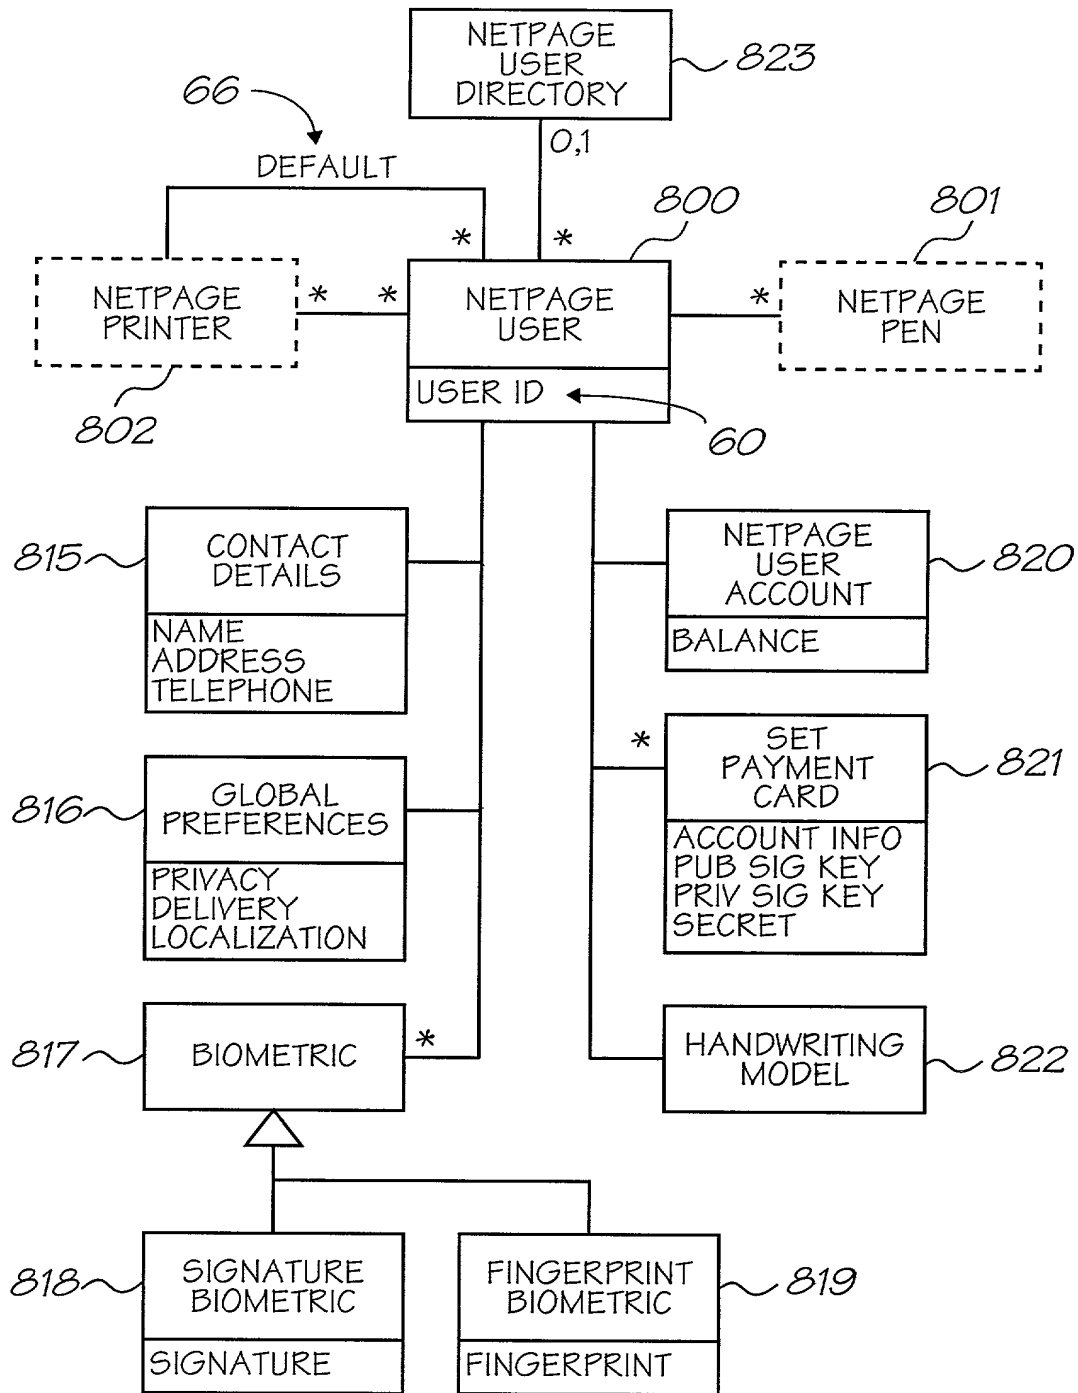 NETPAGE
USER
DIRECTORY
823
66
0,1
DEFAULT
800
801
*
*
NETPAGE
PRINTER
*
*
NETPAGE
USER
*
NETPAGE
PEN
802
USER ID
60
815
CONTACT
DETAILS
NAME
ADDRESS
TELEPHONE
NETPAGE
USER
ACCOUNT
820
BALANCE
816
GLOBAL
PREFERENCES
PRIVACY
DELIVERY
LOCALIZATION
*
SET
PAYMENT
CARD
821
ACCOUNT INFO
PUB SIG KEY
PRIV SIG KEY
SECRET
817
BIOMETRIC
*
HANDWRITING
MODEL
822
818
SIGNATURE
BIOMETRIC
SIGNATURE
FINGERPRINT
BIOMETRIC
819
FINGERPRINT